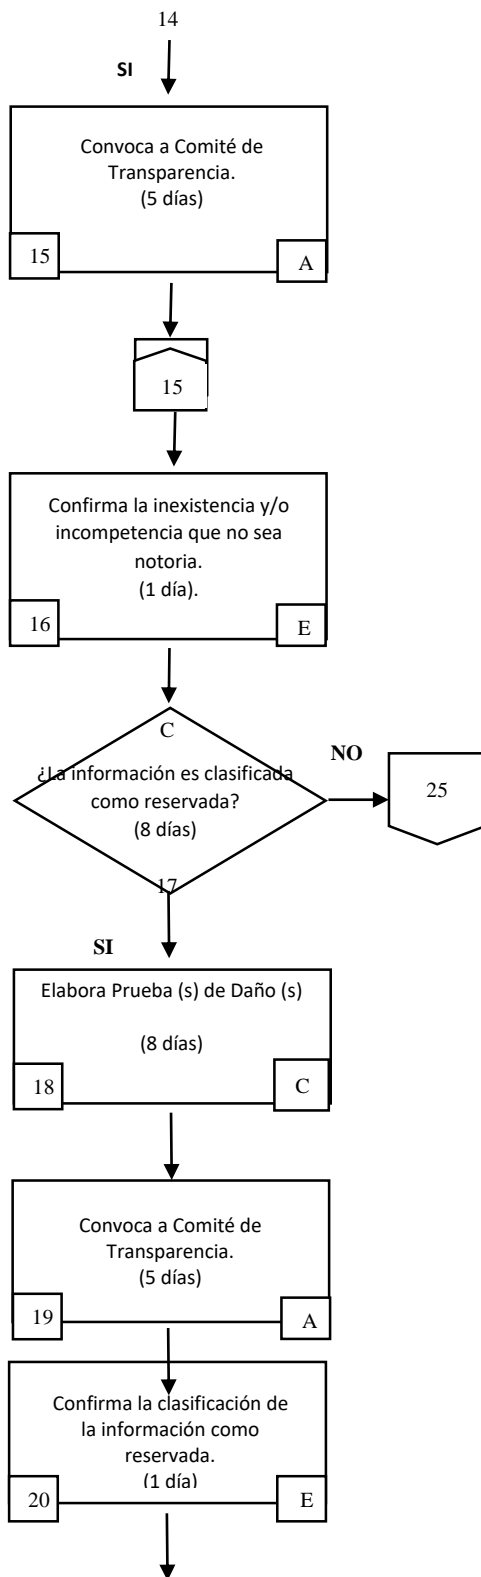 14
SI
Convoca a Comité de
Transparencia.
(5 días)
15
A
15
Confirma la inexistencia y/o
incompetencia que no sea
notoria.
(1 día).
16
E
C
¿La información es clasificada
como reservada?
(8 días)
17
NO
25
SI
Elabora Prueba (s) de Daño (s)
(8 días)
18
C
Convoca a Comité de
Transparencia.
(5 días)
19
A
Confirma la clasificación de
la información como
reservada.
(1 día)
20
E